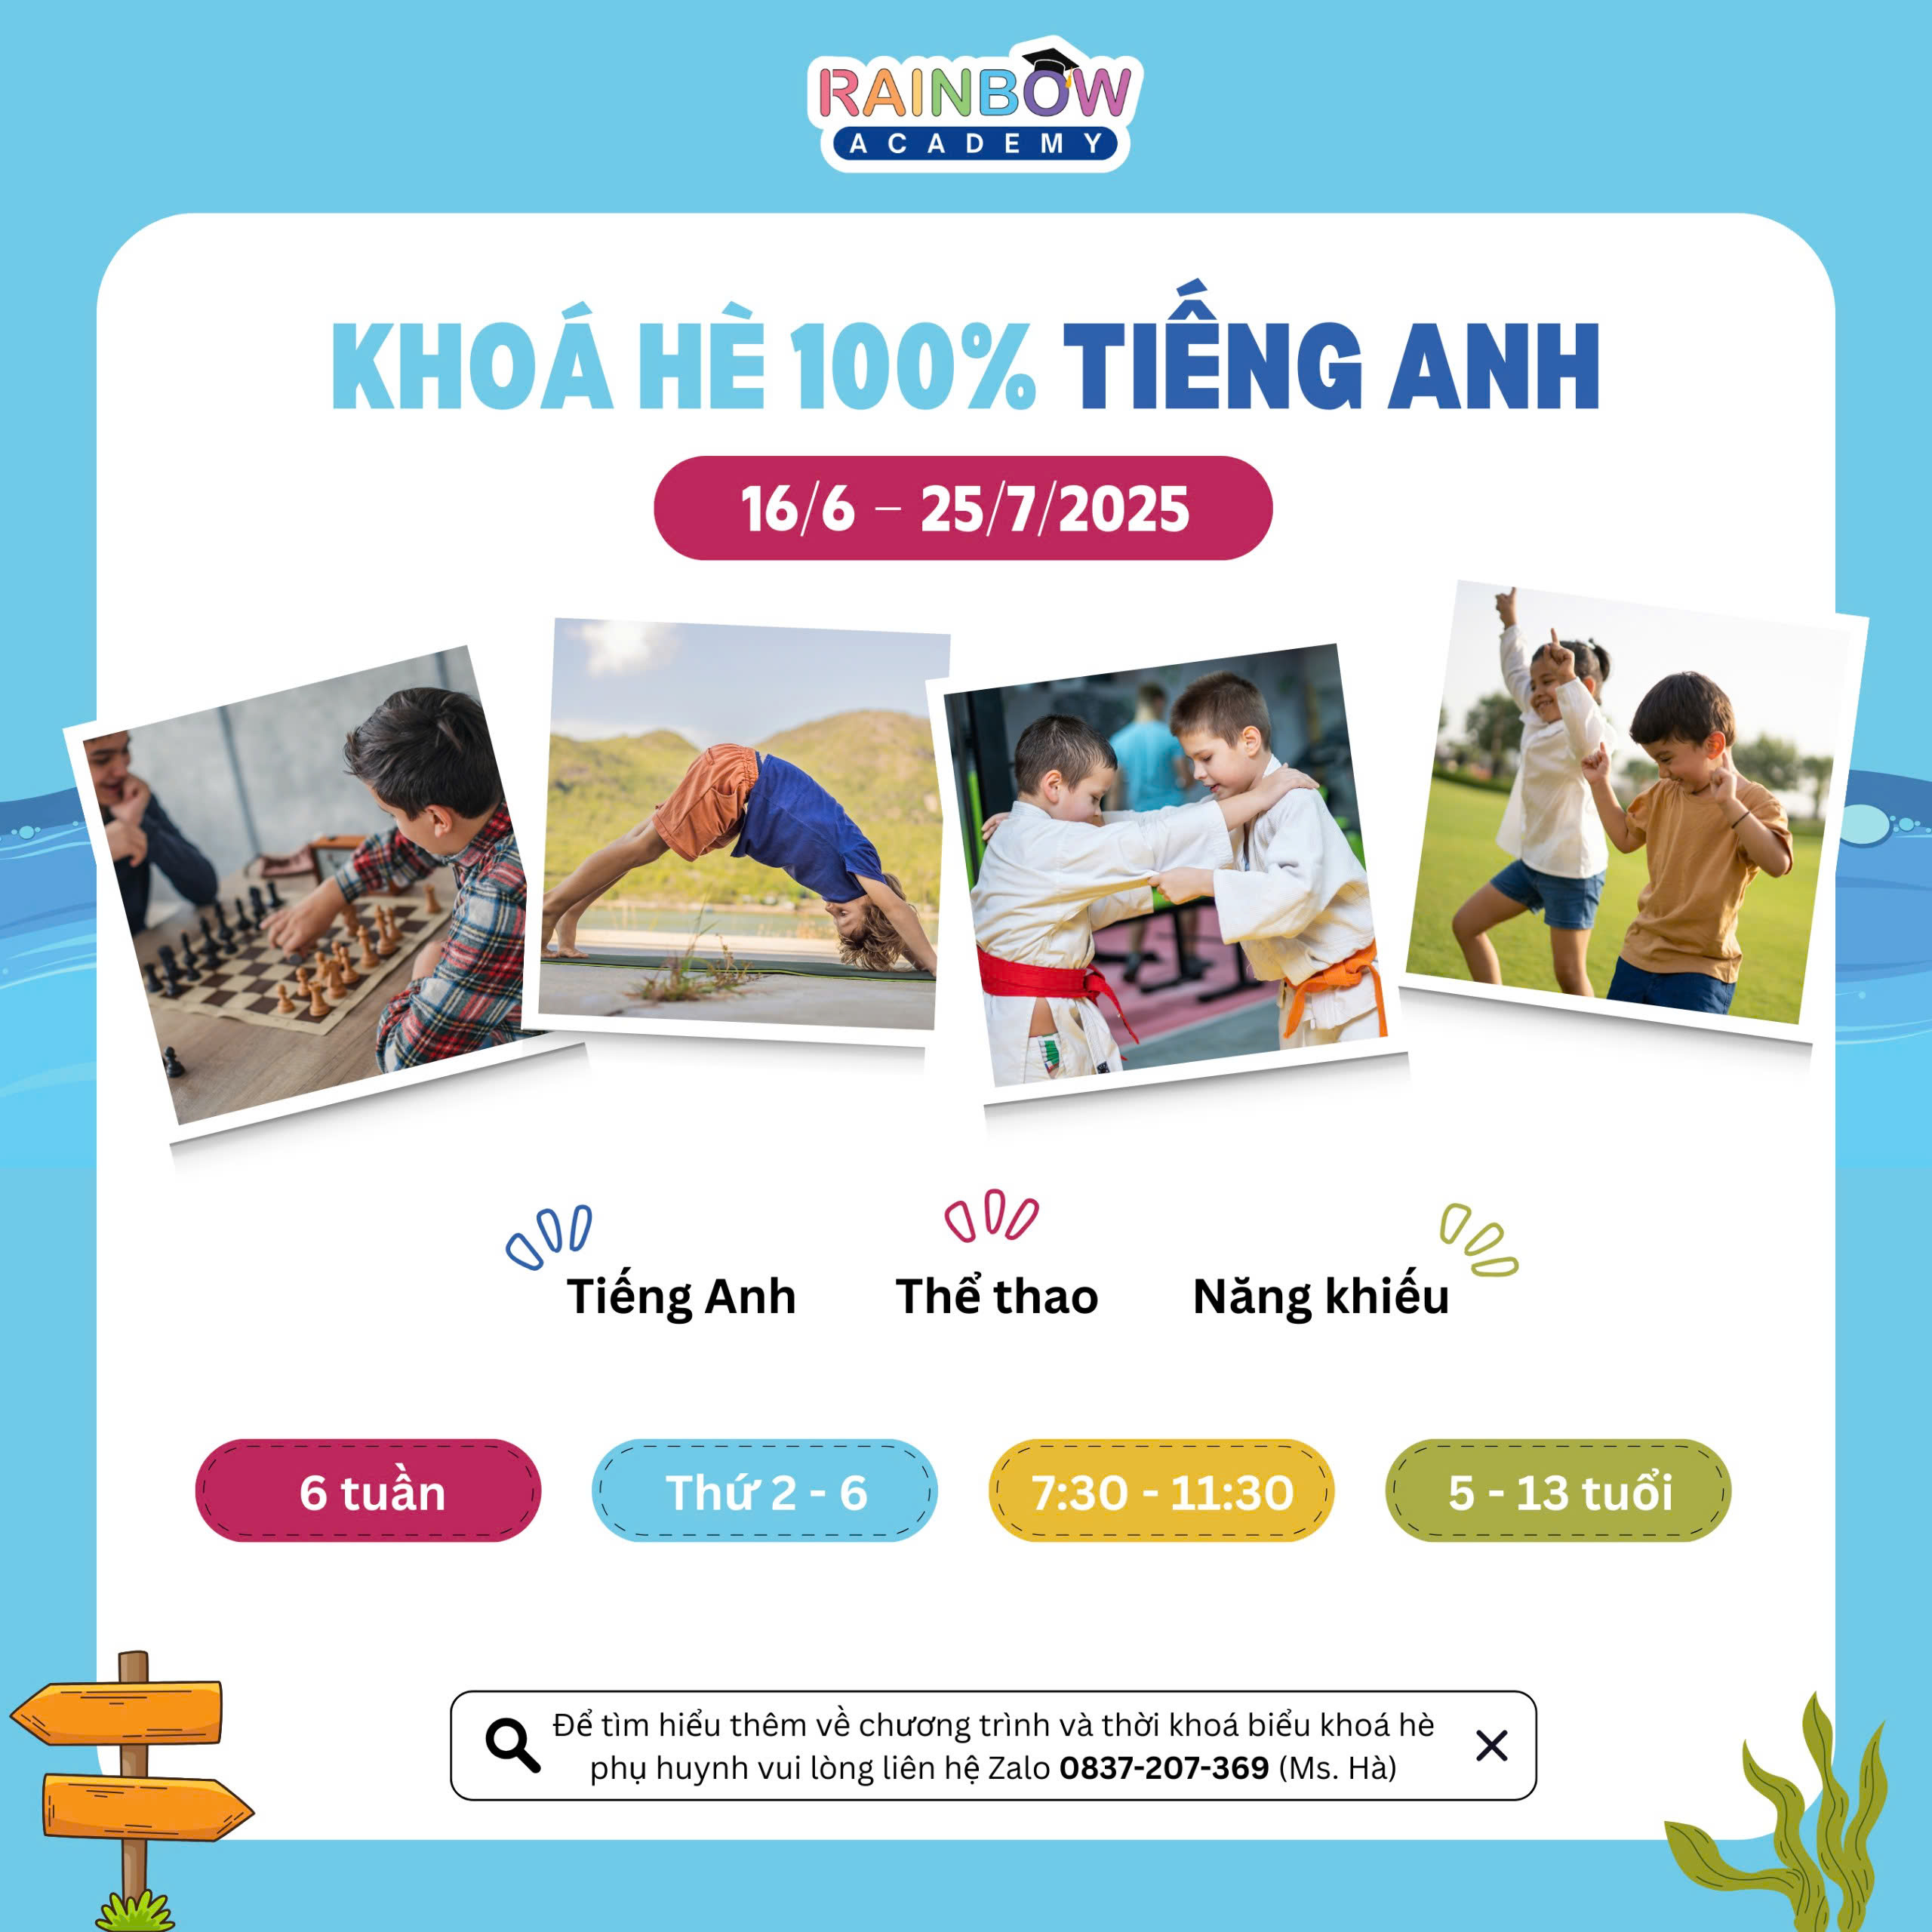 RAINBOW
ACADEMY
KHOÁ HÈ 100% TIẾNG ANH
16/6 – 25/7/2025
Tiếng Anh
Thể thao
Năng khiếu
6 tuần
Thứ 2 - 6
7:30 - 11:30
5 - 13 tuổi
Để tìm hiểu thêm về chương trình và thời khoá biểu khoá hè
phụ huynh vui lòng liên hệ Zalo 0837-207-369 (Ms. Hà)